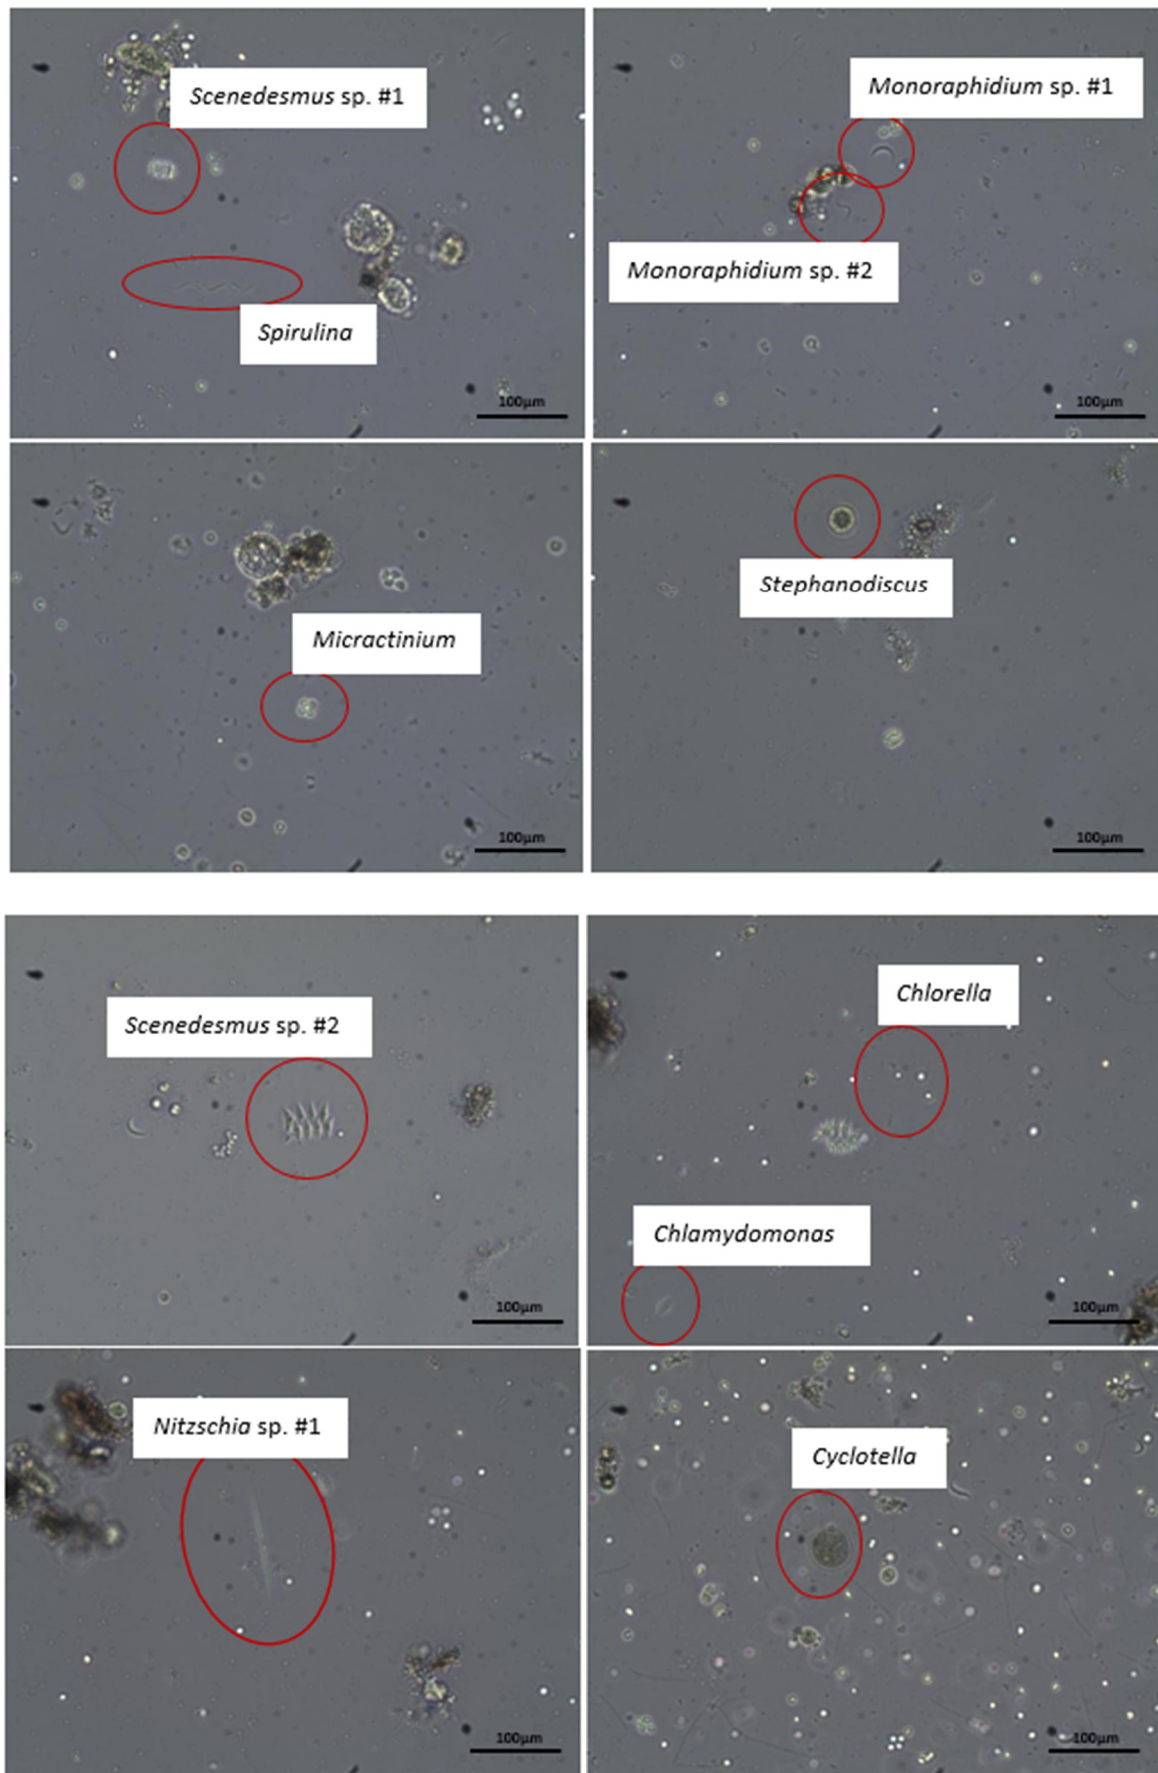 Scenedesmus sp. #1
Spirulina
100µm
Monoraphidium sp. #1
Monoraphidium sp. #2
100µm
Micractinium
100µm
Stephanodiscus
100µm
Scenedesmus sp. #2
100µm
Chlorella
Chlamydomonas
100µm
Nitzschia sp. #1
100µm
Cyclotella
100µm